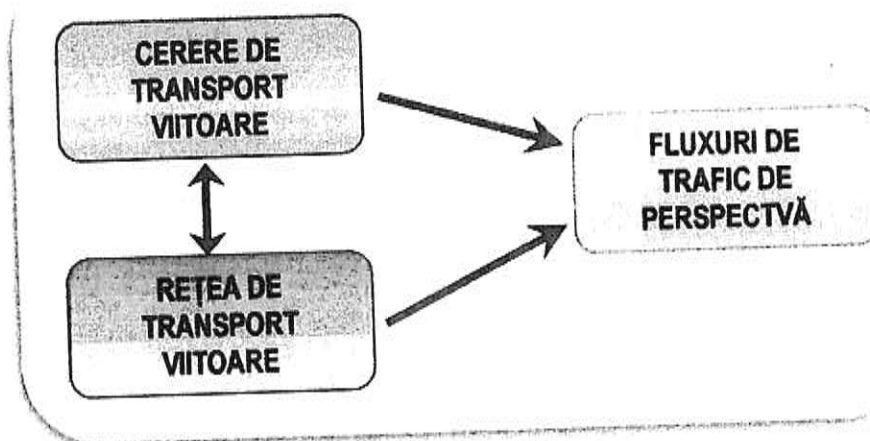 CERERE DE
TRANSPORT
VIITOARE
FLUXURI DE
TRAFIC DE
PERSPECTVĂ
REȚEA DE
TRANSPORT
VIITOARE